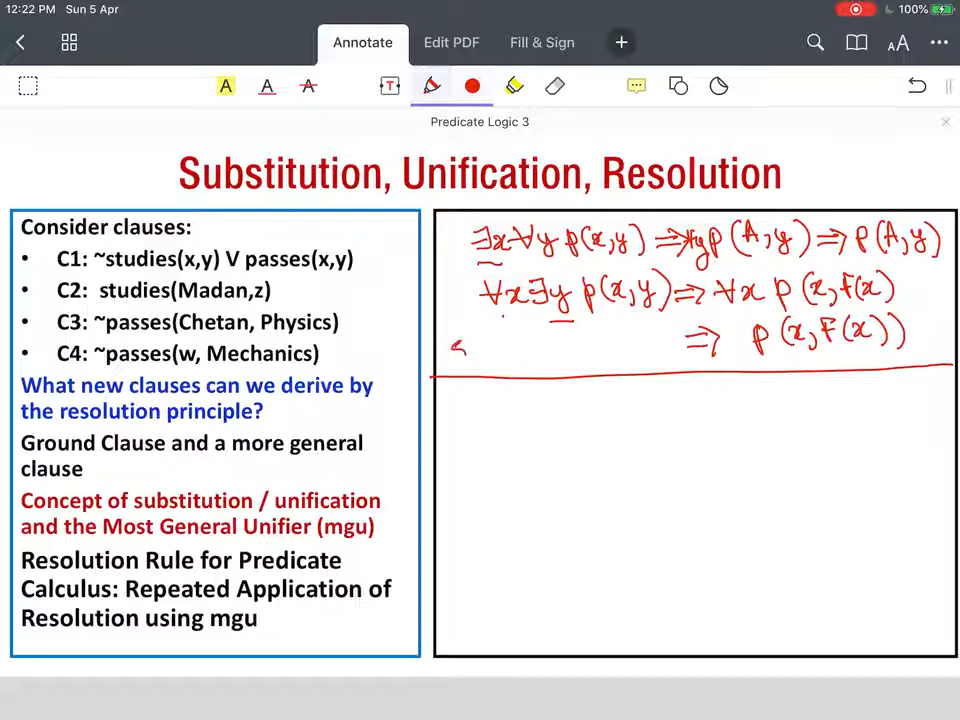 12:22 PM Sun 5 Apr
100%
Annotate Edit PDF Fill & Sign
Predicate Logic 3
Substitution, Unification, Resolution
Consider clauses:
• C1: ~studies(x,y) V passes(x,y)
• C2: studies(Madan,z)
• C3: ~passes(Chetan, Physics)
• C4: ~passes(w, Mechanics)
What new clauses can we derive by
the resolution principle?
Ground Clause and a more general
clause
Concept of substitution / unification
and the Most General Unifier (mgu)
Resolution Rule for Predicate
Calculus: Repeated Application of
Resolution using mgu
∃x ∀y p(x,y) ⇒ ∀y p(A,y) ⇒ p(A,y)
∀x ∃y p(x,y) ⇒ ∀x p(x, F(x)
⇒ p(x, F(x))